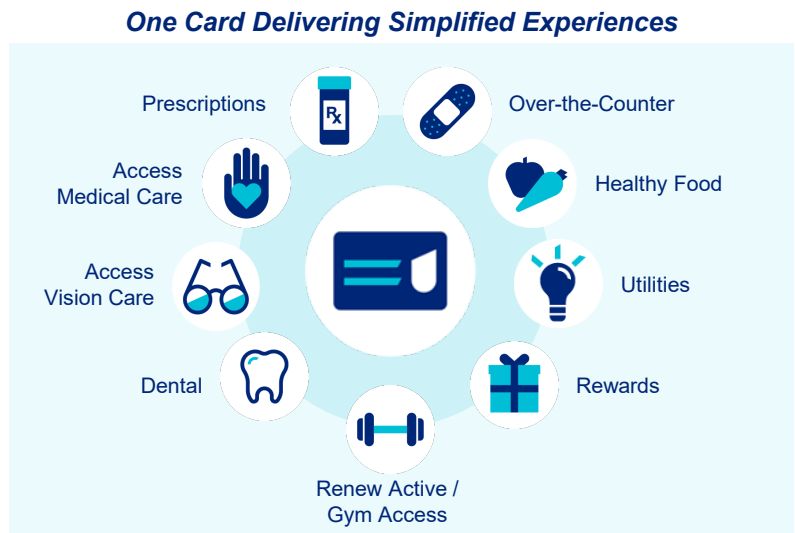 One Card Delivering Simplified Experiences
Prescriptions
Over-the-Counter
Access
Medical Care
Healthy Food
Access
Vision Care
Utilities
Dental
Rewards
Renew Active /
Gym Access
Rx